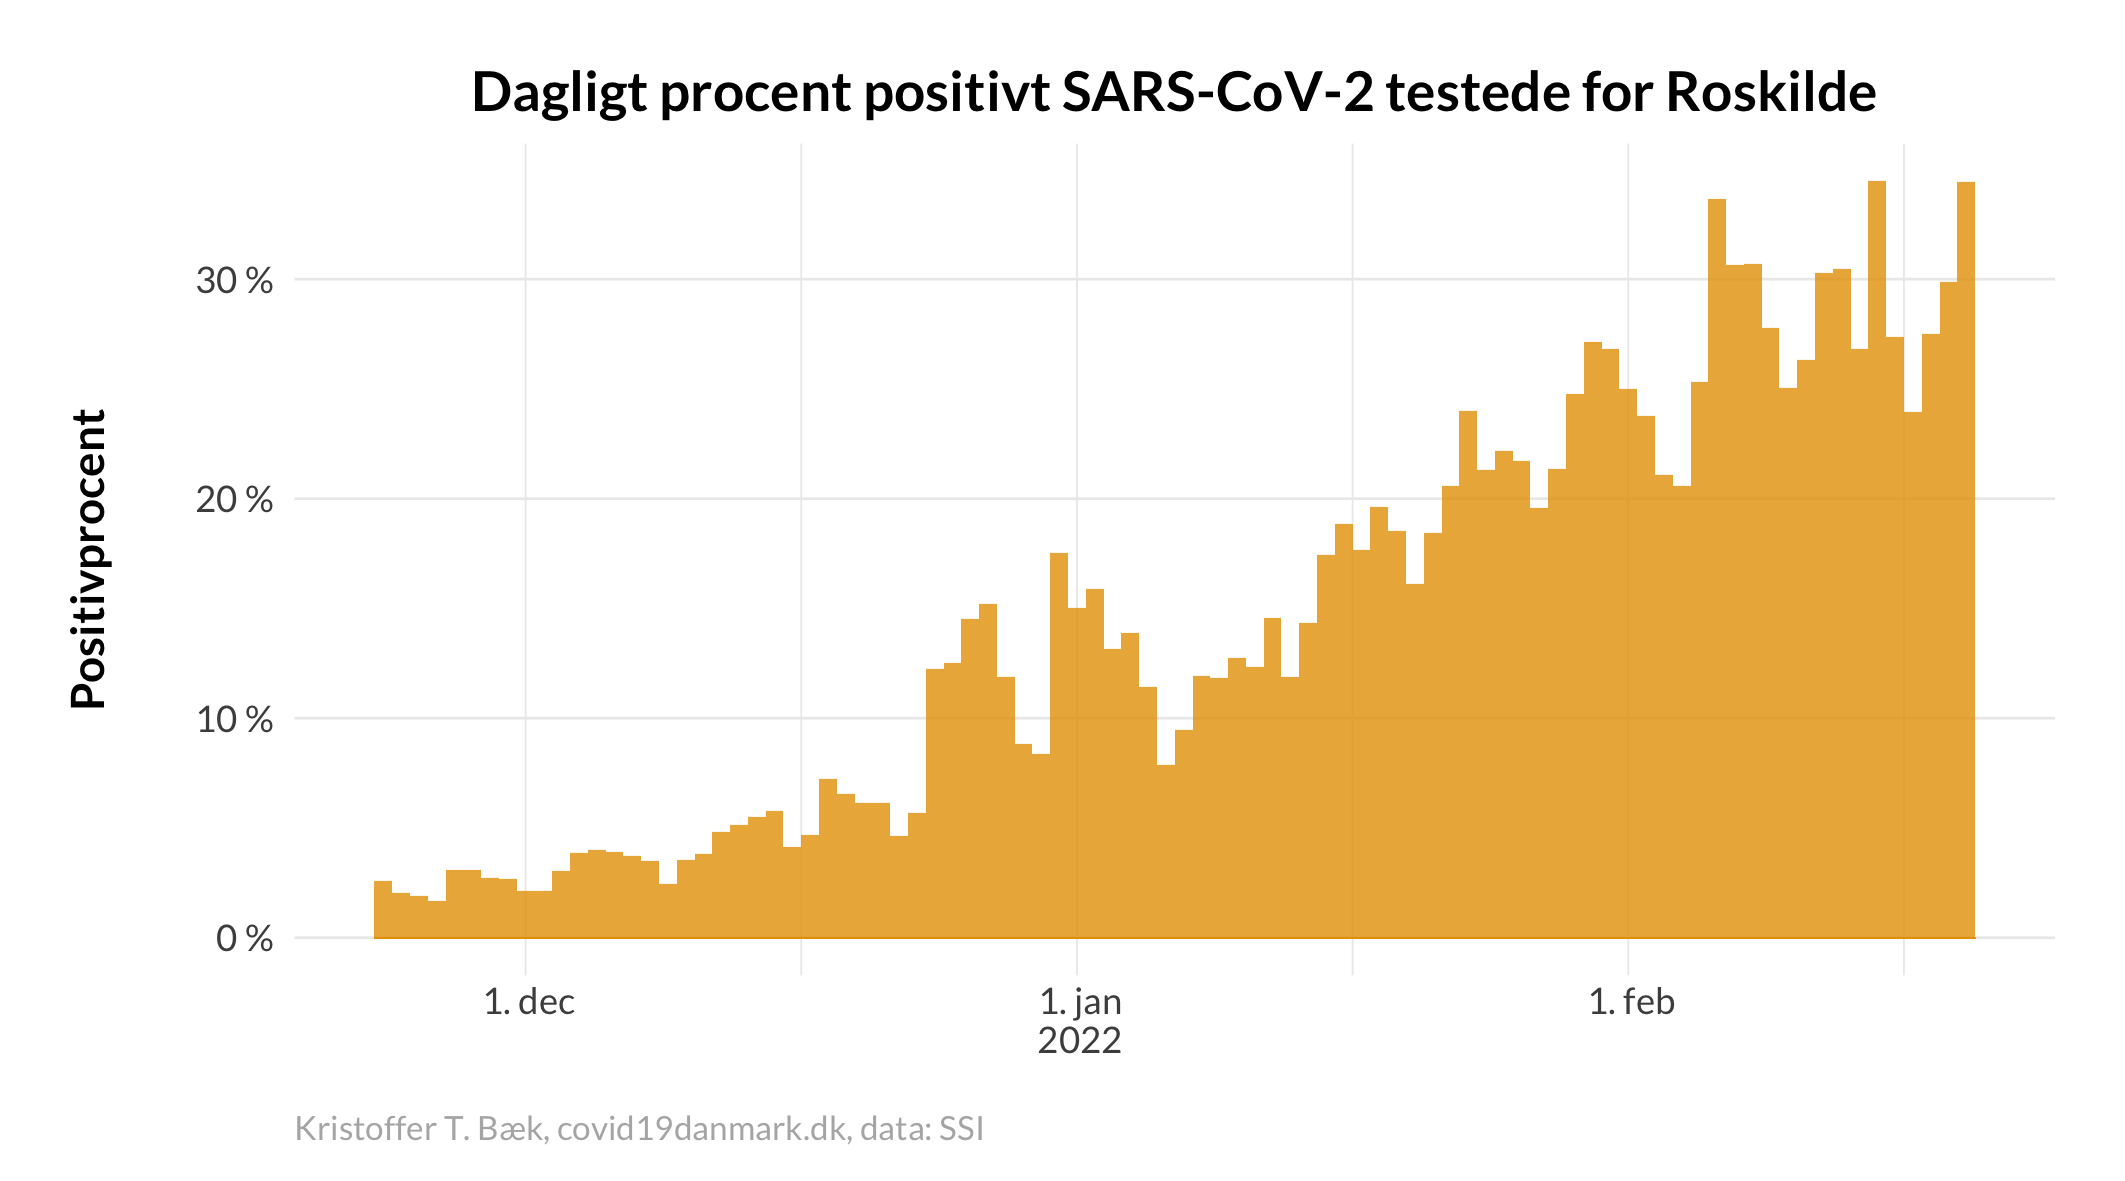 Dagligt procent positivt SARS-CoV-2 testede for Roskilde
Positivprocent
30 %
20 %
10 %
0 %
1. dec
1. jan
2022
1. feb
Kristoffer T. Bæk, covid19danmark.dk, data: SSI